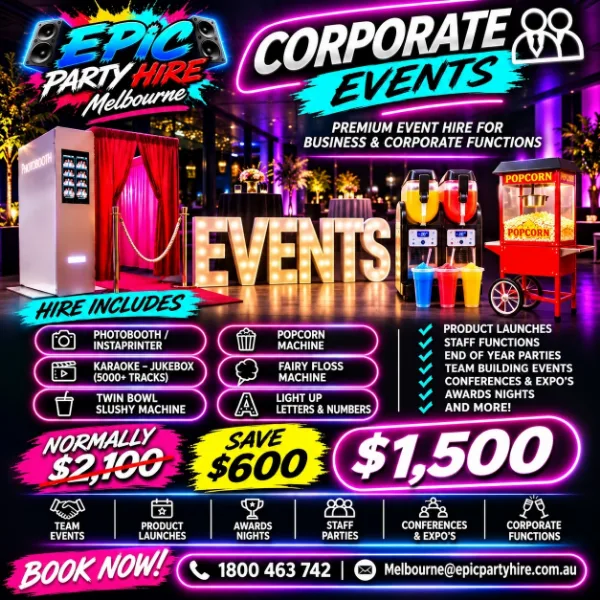 EPIC
PARTY HIRE
Melbourne
CORPORATE
EVENTS
PREMIUM EVENT HIRE FOR
BUSINESS & CORPORATE FUNCTIONS
PHOTOBOOTH
EVENTS
POPCORN
POPCORN
HIRE INCLUDES
PHOTOBOOTH /
INSTAPRINTER
KARAOKE – JUKEBOX
(5000+ TRACKS)
TWIN BOWL
SLUSHY MACHINE
POPCORN
MACHINE
FAIRY FLOSS
MACHINE
LIGHT UP
LETTERS & NUMBERS
PRODUCT LAUNCHES
STAFF FUNCTIONS
END OF YEAR PARTIES
TEAM BUILDING EVENTS
CONFERENCES & EXPO'S
AWARDS NIGHTS
AND MORE!
NORMALLY
$2,100
SAVE
$600
$1,500
TEAM
EVENTS
PRODUCT
LAUNCHES
AWARDS
NIGHTS
STAFF
PARTIES
CONFERENCES
& EXPO'S
CORPORATE
FUNCTIONS
BOOK NOW!
1800 463 742
Melbourne@epicpartyhire.com.au